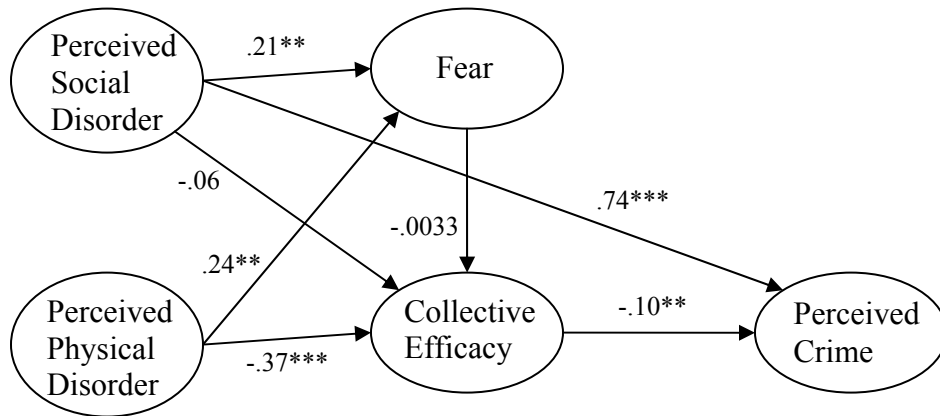 Perceived
Social
Disorder
.21**
Fear
-.06
.74***
-.0033
.24**
Perceived
Physical
Disorder
-.37***
Collective
Efficacy
-.10**
Perceived
Crime